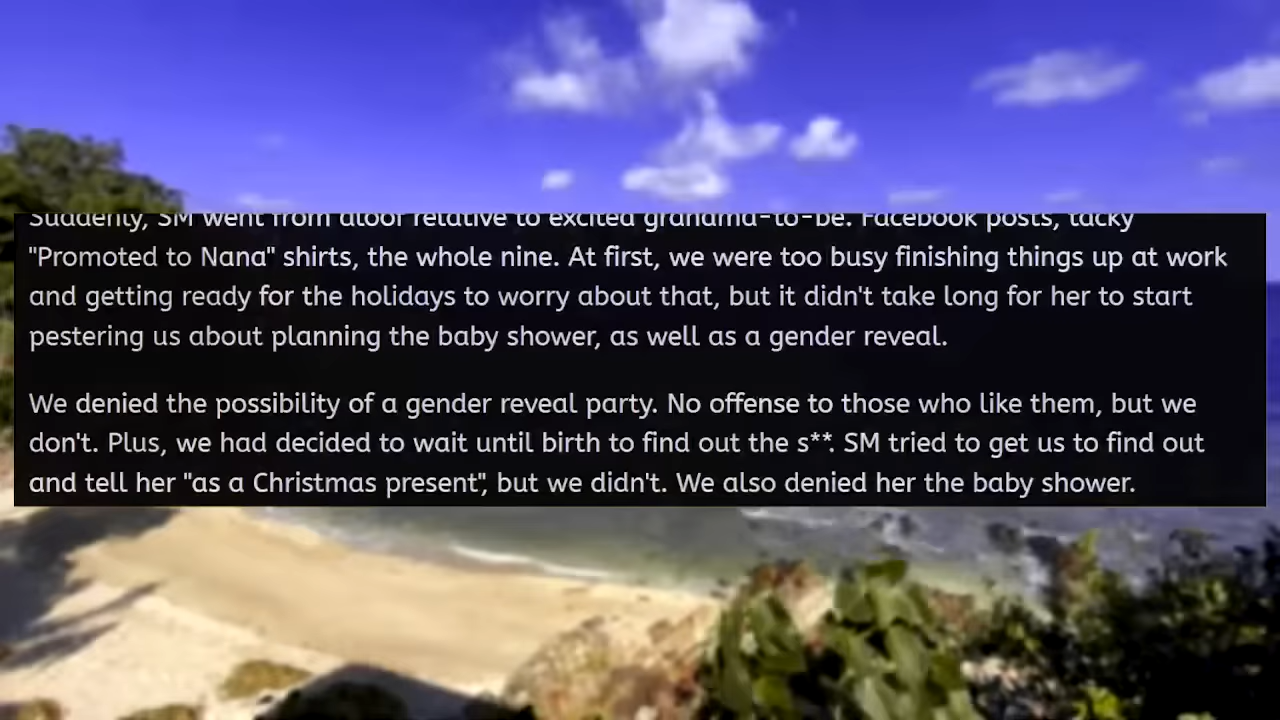 Suddenly, SM went from aloof relative to excited grandma-to-be. Facebook posts, tacky
"Promoted to Nana" shirts, the whole nine. At first, we were too busy finishing things up at work
and getting ready for the holidays to worry about that, but it didn't take long for her to start
pestering us about planning the baby shower, as well as a gender reveal.
We denied the possibility of a gender reveal party. No offense to those who like them, but we
don't. Plus, we had decided to wait until birth to find out the s**. SM tried to get us to find out
and tell her "as a Christmas present", but we didn't. We also denied her the baby shower.